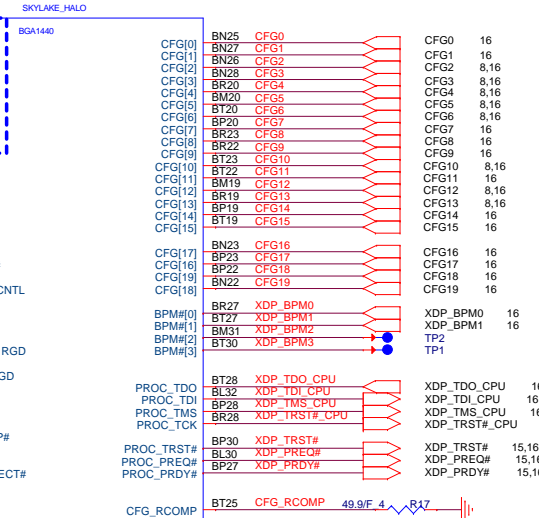 SKYLAKE_HALO
BGA1440
CFG[0] BN25 CFG0 CFG0 16
CFG[1] BN27 CFG1 CFG1 16
CFG[2] BN26 CFG2 CFG2 8,16
CFG[3] BN28 CFG3 CFG3 8,16
CFG[4] BR20 CFG4 CFG4 8,16
CFG[5] BM20 CFG5 CFG5 8,16
CFG[6] BT20 CFG6 CFG6 8,16
CFG[7] BP20 CFG7 CFG7 16
CFG[8] BR23 CFG8 CFG8 16
CFG[9] BR22 CFG9 CFG9 16
CFG[10] BT23 CFG10 CFG10 8,16
CFG[11] BT22 CFG11 CFG11 16
CFG[12] BM19 CFG12 CFG12 8,16
CFG[13] BR19 CFG13 CFG13 8,16
CFG[14] BP19 CFG14 CFG14 16
CFG[15] BT19 CFG15 CFG15 16
CFG[17] BN23 CFG16 CFG16 16
CFG[16] BP23 CFG17 CFG17 16
CFG[19] BP22 CFG18 CFG18 16
CNTL CFG[18] BN22 CFG19 CFG19 16
BPM#[0] BR27 XDP_BPM0 XDP_BPM0 16
BPM#[1] BT27 XDP_BPM1 XDP_BPM1 16
BPM#[2] BM31 XDP_BPM2 TP2
RGD BPM#[3] BT30 XDP_BPM3 TP1
GD
PROC_TDO BT28 XDP_TDO_CPU XDP_TDO_CPU 16
PROC_TDI BL32 XDP_TDI_CPU XDP_TDI_CPU 16
PROC_TMS BP28 XDP_TMS_CPU XDP_TMS_CPU 16
PROC_TCK BR28 XDP_TRST#_CPU XDP_TRST#_CPU
P#
PROC_TRST# BP30 XDP_TRST# XDP_TRST# 15,16
PROC_PREQ# BL30 XDP_PREQ# XDP_PREQ# 15,16
ECT# PROC_PRDY# BP27 XDP_PRDY# XDP_PRDY# 15,16
CFG_RCOMP BT25 CFG_RCOMP 49.9/F_4 R17